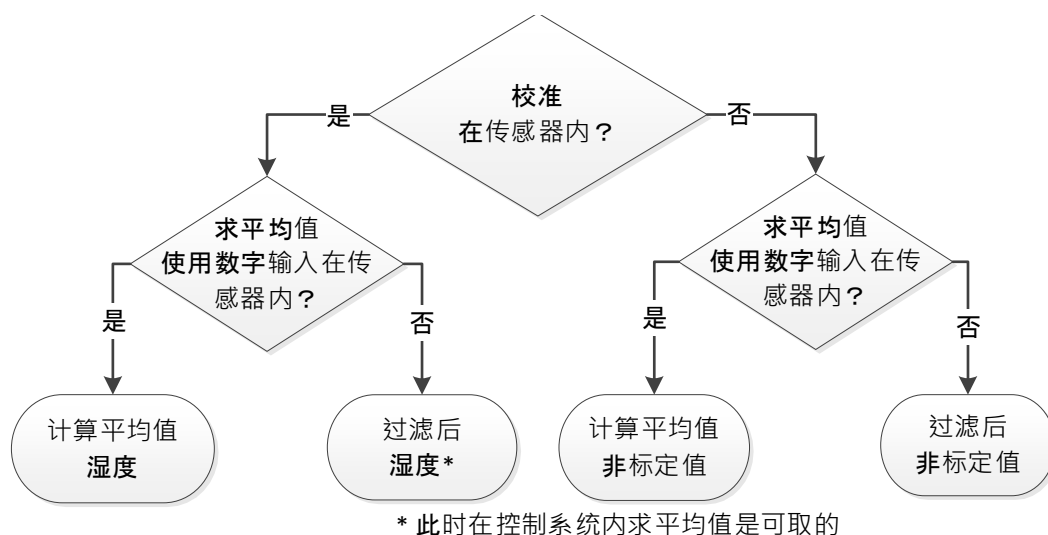 校准
在传感器内？
是
否
求平均值
使用数字输入在传
感器内？
求平均值
使用数字输入在传
感器内？
是
否
是
否
计算平均值
湿度
过滤后
湿度*
计算平均值
非标定值
过滤后
非标定值
* 此时在控制系统内求平均值是可取的